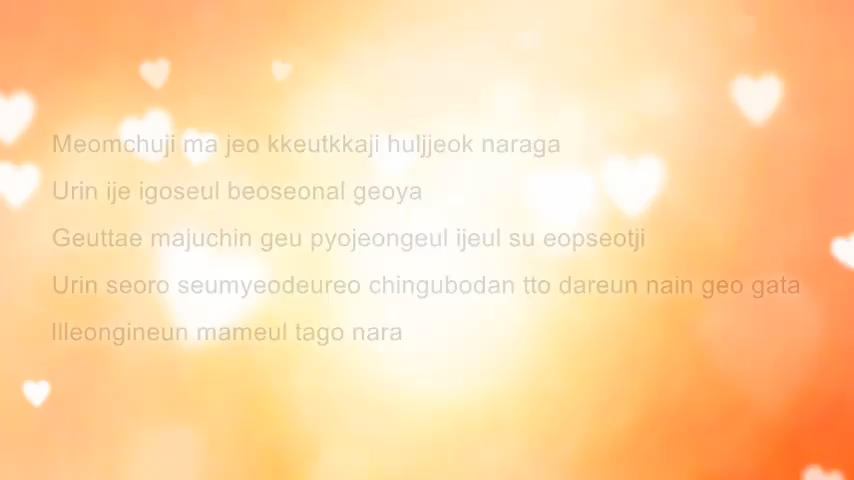 Meomchuji ma jeo kkeutkkaji huljjeok naraga
Urin ije igoseul beoseonal geoya
Geuttae majuchin geu pyojeongeul ijeul su eopseotji
Urin seoro seumyeodeureo chingubodan tto dareun nain geo gata
Illeongineun mameul tago nara